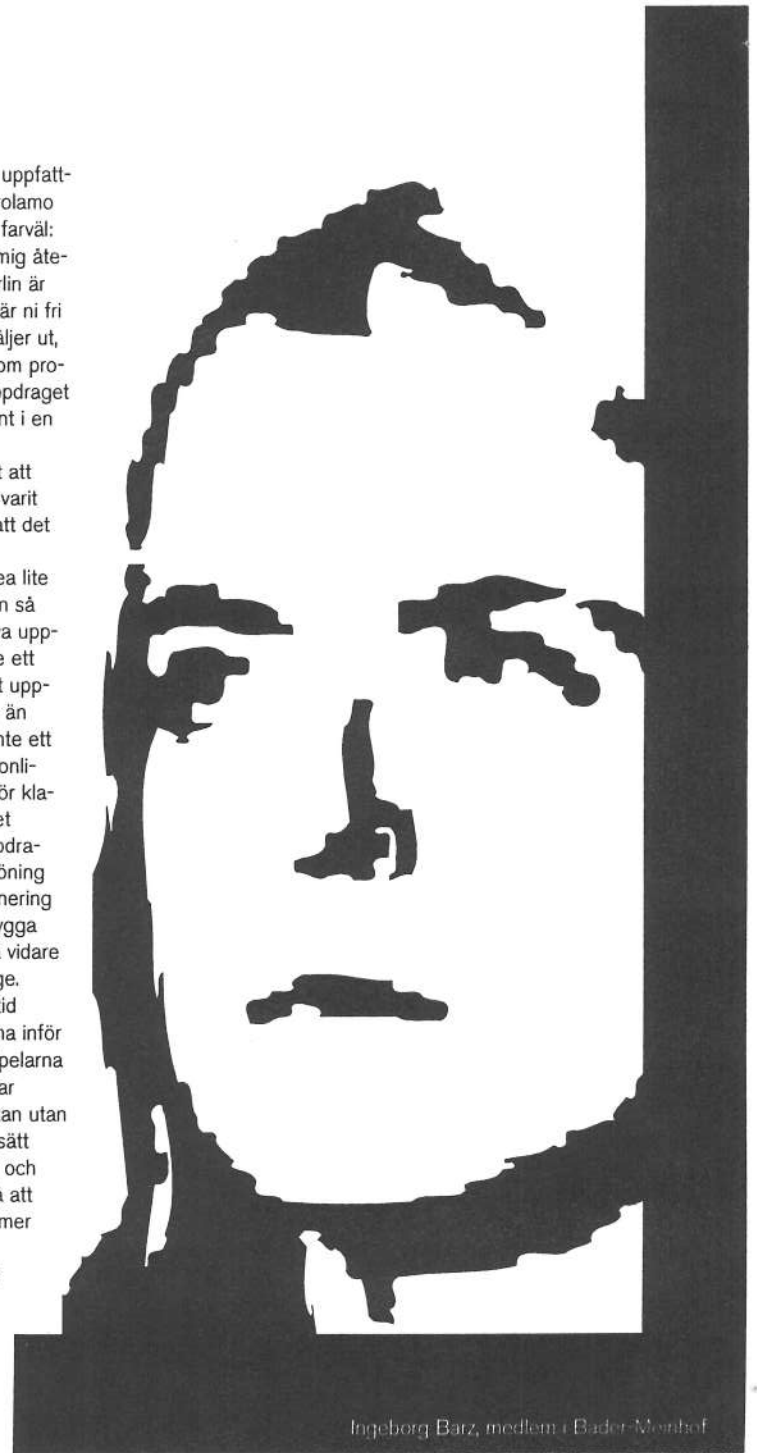 uppfatt-
olamo
farväl:
mig åte-
rlin är
är ni fri
äljer ut,
om pro-
pdraget
nt i en
t att
varit
att det
ea lite
n så
a upp-
e ett
t upp-
än
nte ett
onli-
ör kla-
et
odra-
öning
nering
ygga
vidare
ge.
id
na inför
pelarna
ar
an utan
sätt
och
å att
mer
Ingeborg Barz, medlem i Bader-Meinhof